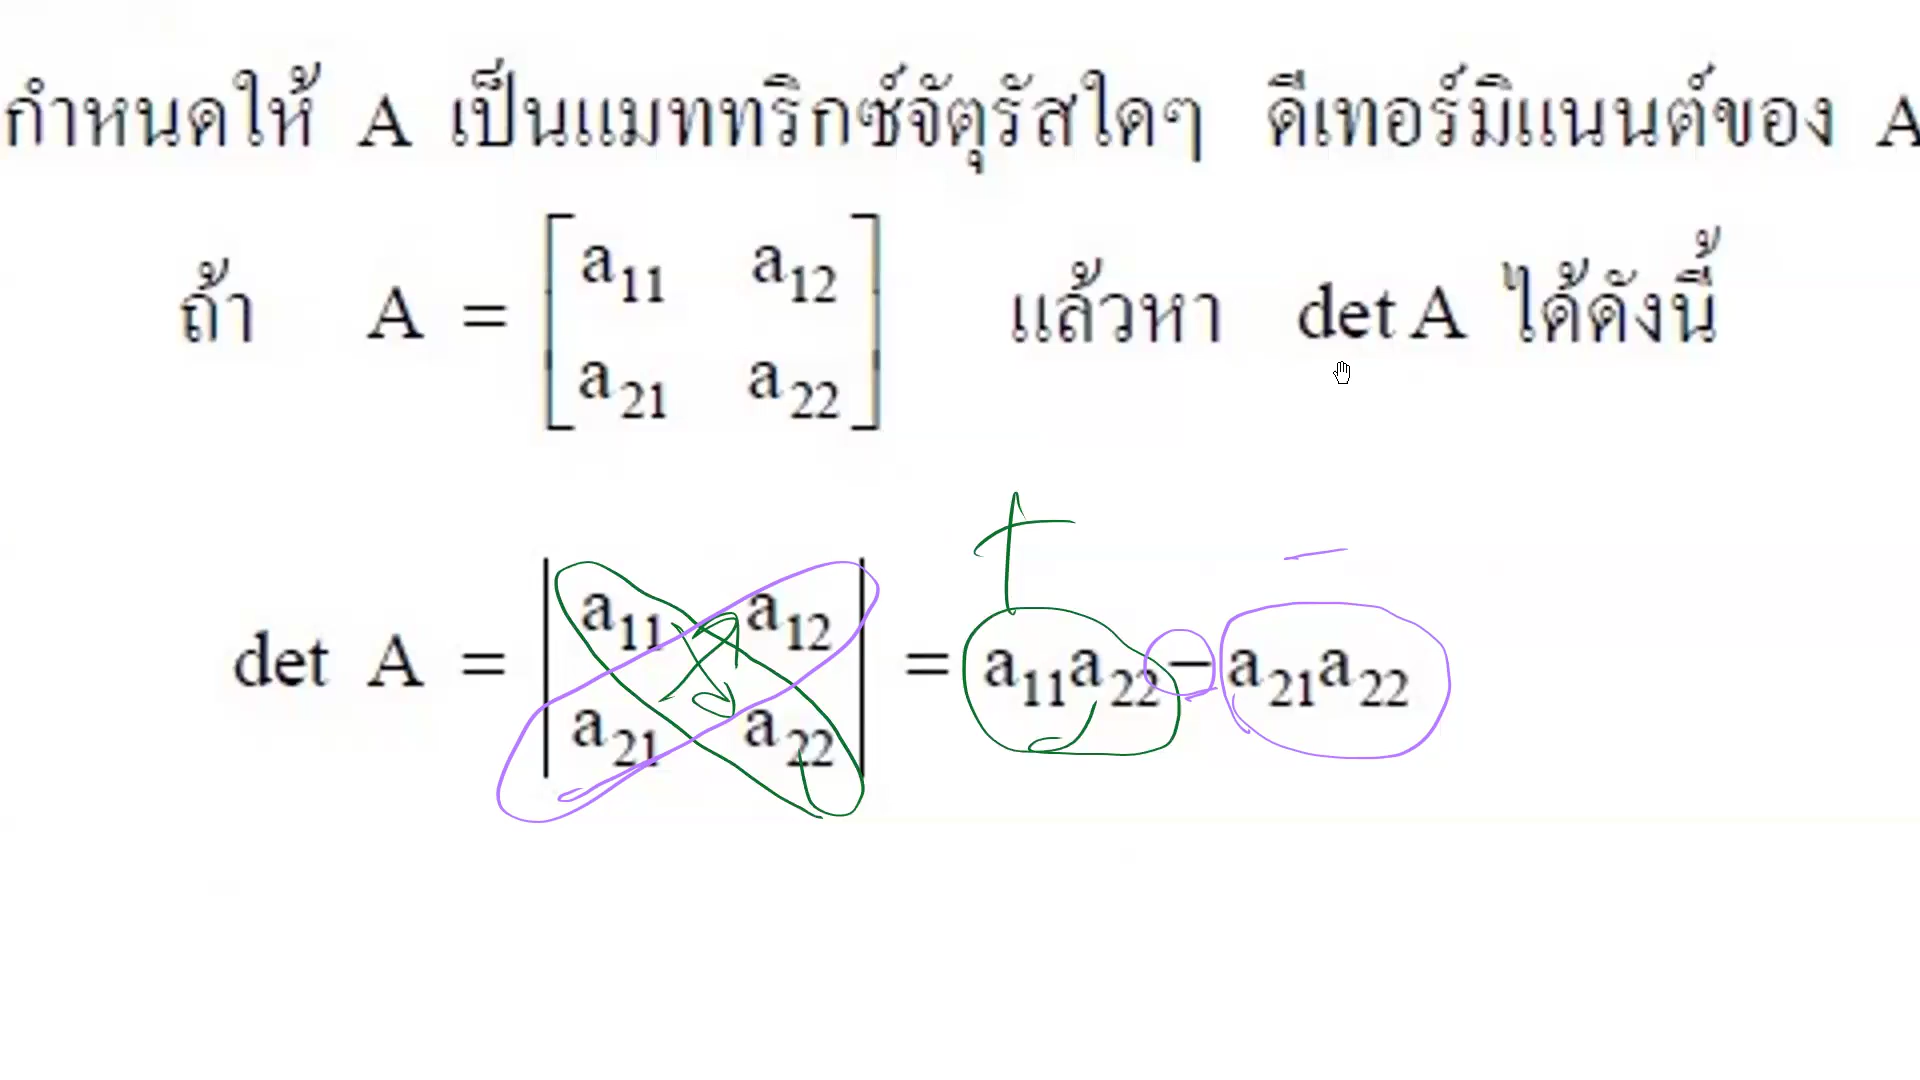 กำหนดให้ A เป็นแมททริกซ์จัตุรัสใดๆ ดีเทอร์มิแนนต์ของ A
ถ้า A = [ a11 a12
a21 a22 ] แล้วหา det A ได้ดังนี้
+ −
det A = | a11 a12
a21 a22 | = a11a22 − a21a22